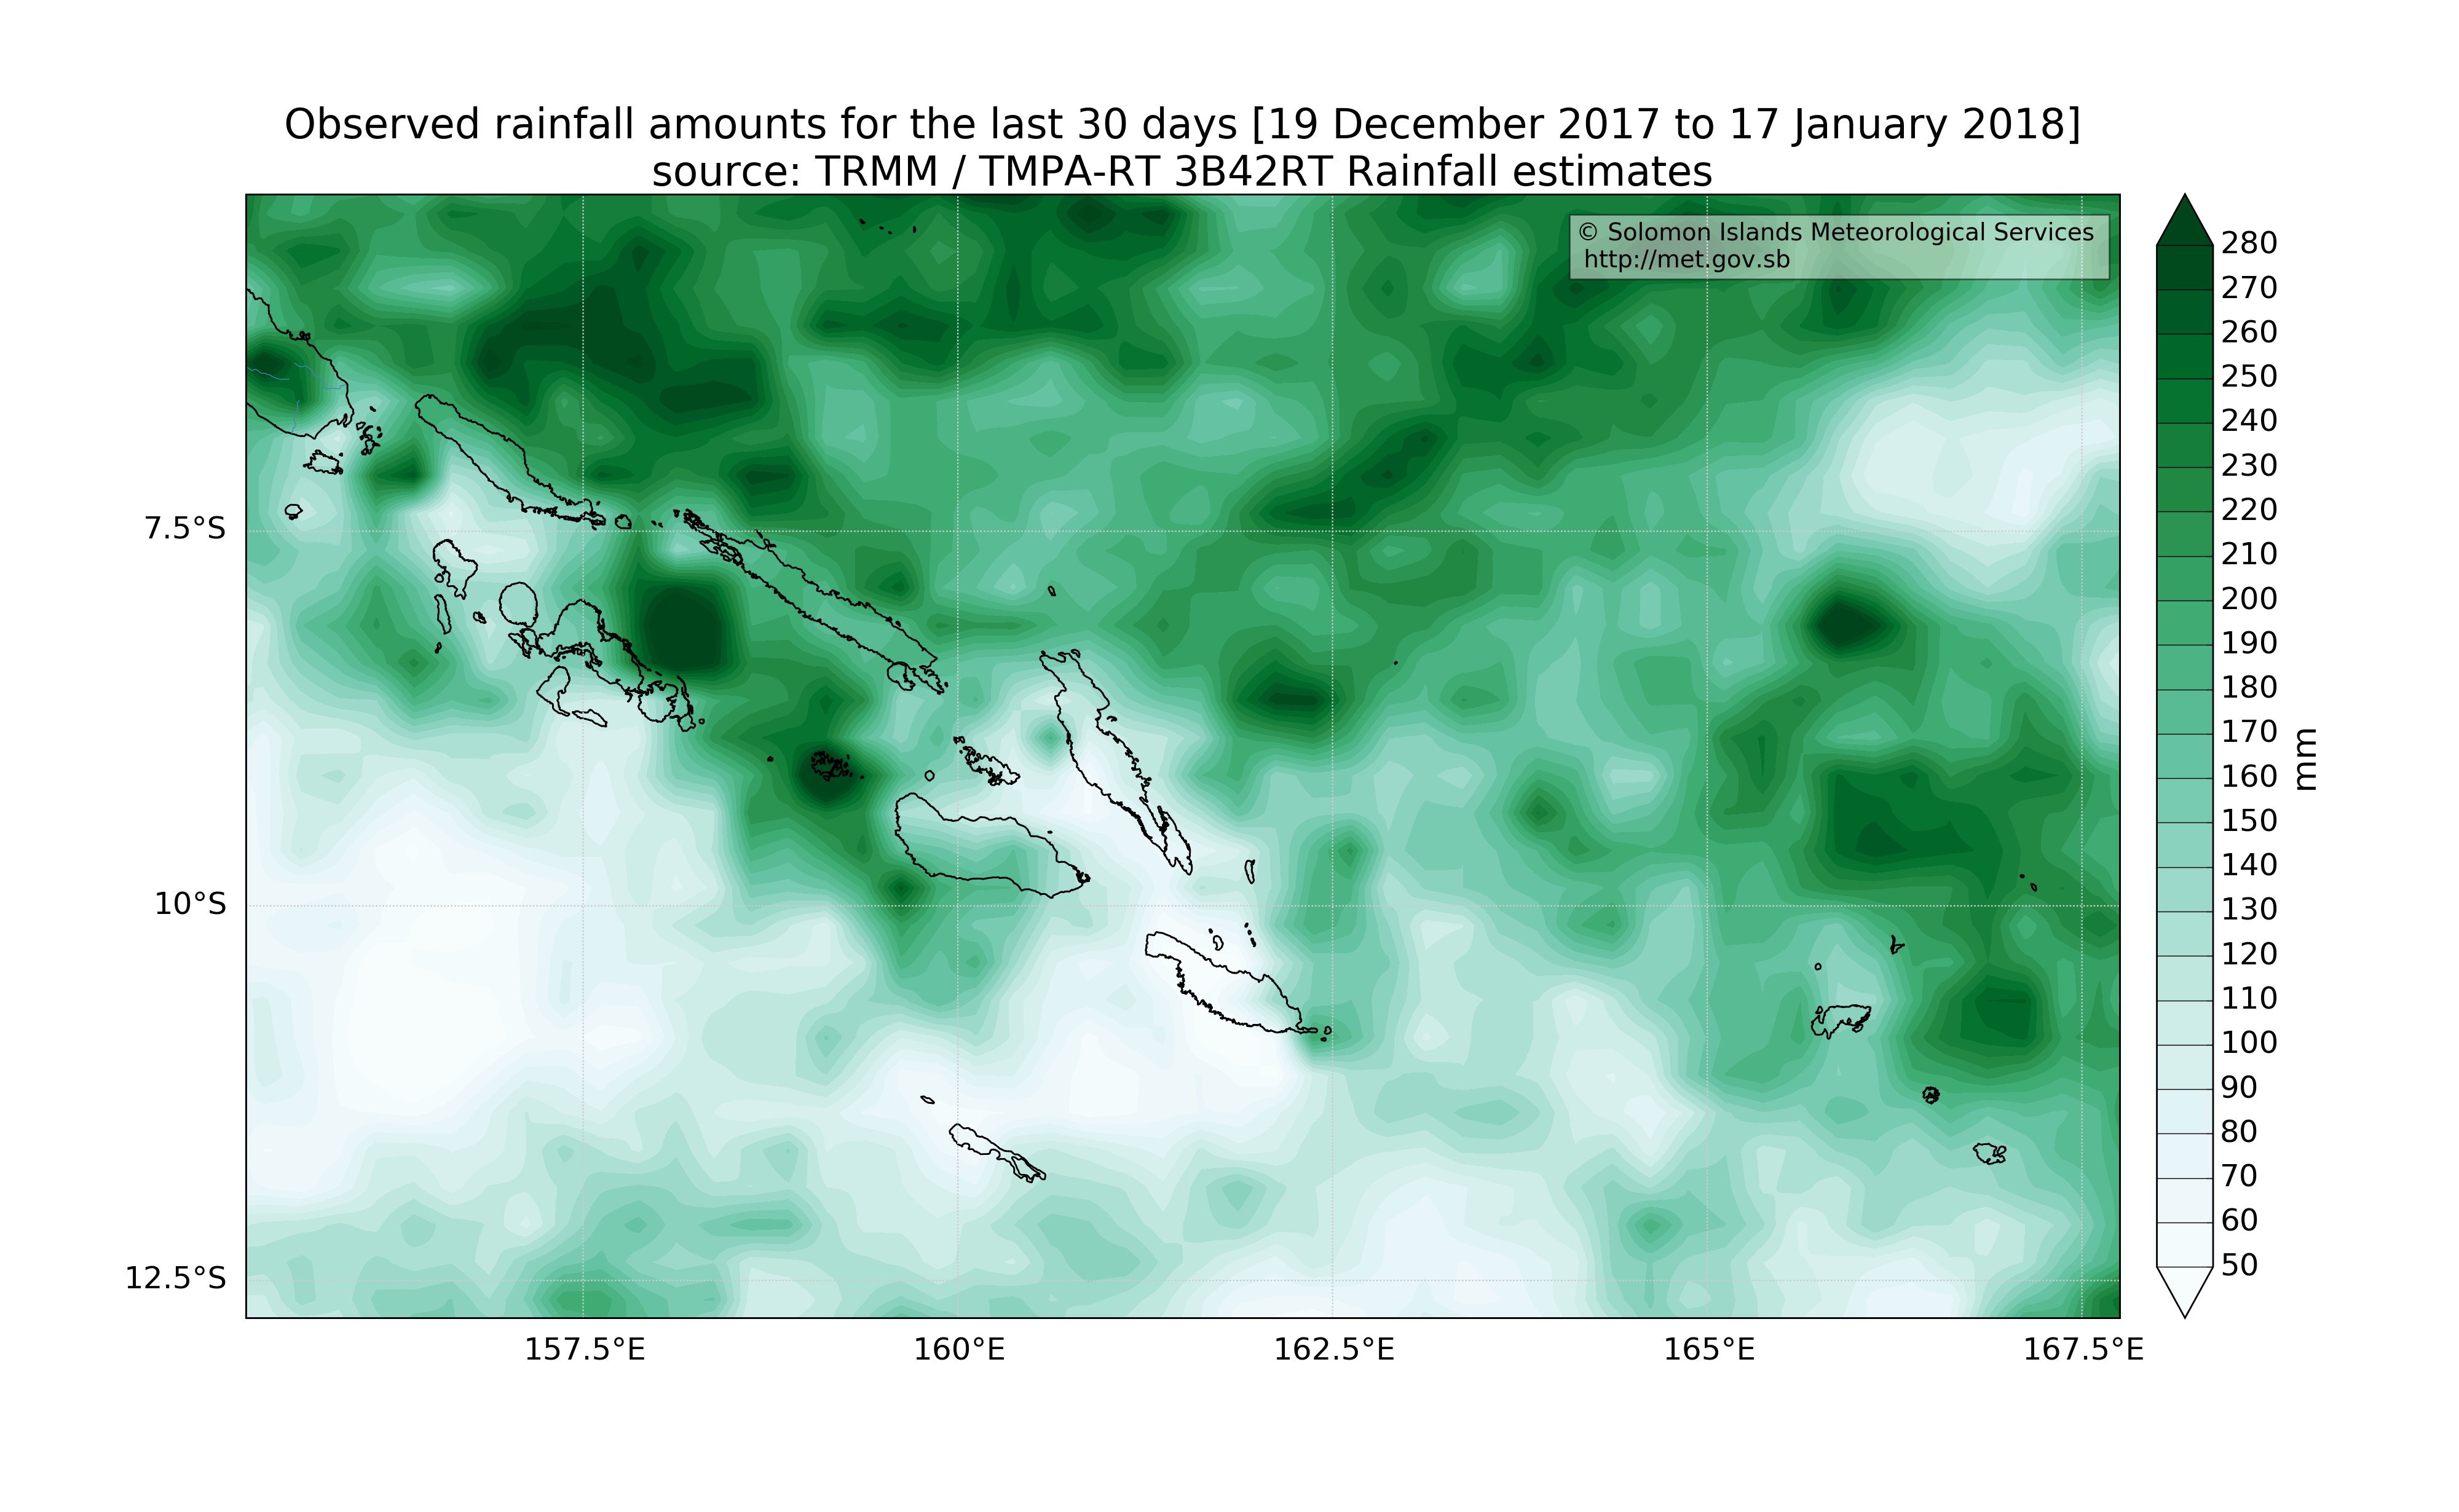 Observed rainfall amounts for the last 30 days [19 December 2017 to 17 January 2018]
source: TRMM / TMPA-RT 3B42RT Rainfall estimates
© Solomon Islands Meteorological Services
http://met.gov.sb
7.5°S
10°S
12.5°S
157.5°E
160°E
162.5°E
165°E
167.5°E
280
270
260
250
240
230
220
210
200
190
180
170
160
150
140
130
120
110
100
90
80
70
60
50
mm